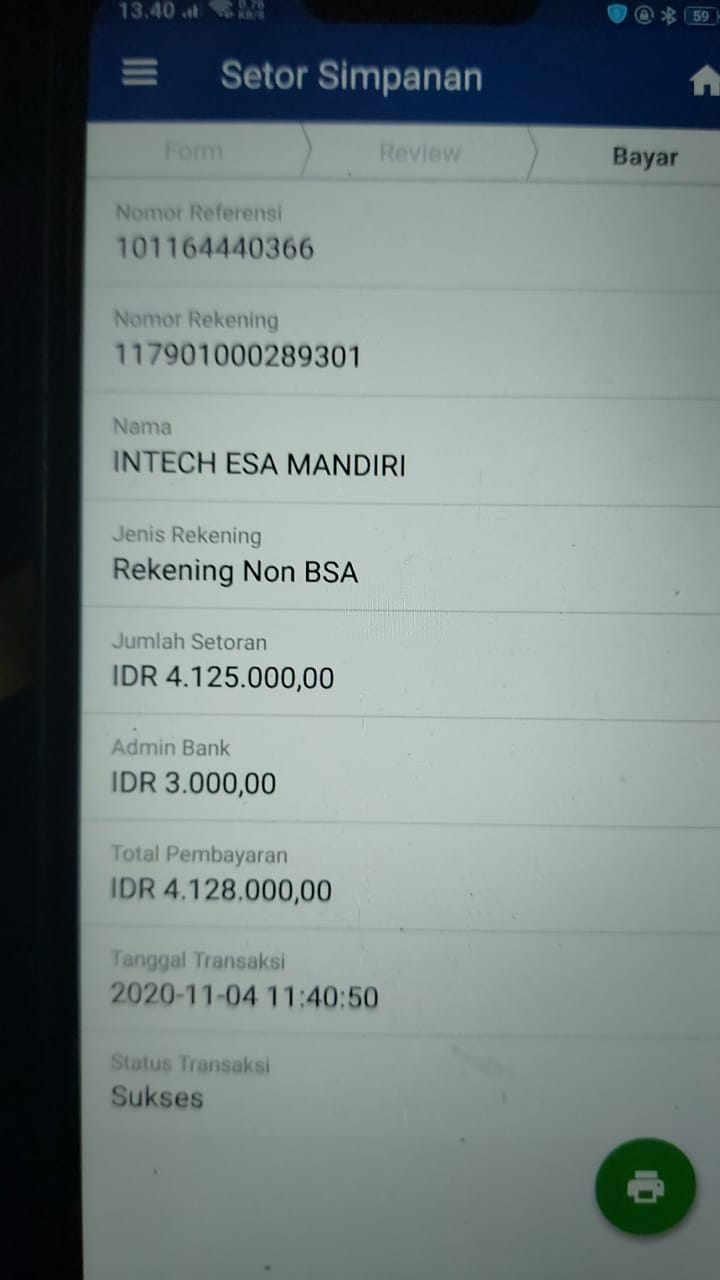 13.40
0,76
KB/S
59
Setor Simpanan
Form
Review
Bayar
Nomor Referensi
101164440366
Nomor Rekening
117901000289301
Nama
INTECH ESA MANDIRI
Jenis Rekening
Rekening Non BSA
Jumlah Setoran
IDR 4.125.000,00
Admin Bank
IDR 3.000,00
Total Pembayaran
IDR 4.128.000,00
Tanggal Transaksi
2020-11-04 11:40:50
Status Transaksi
Sukses